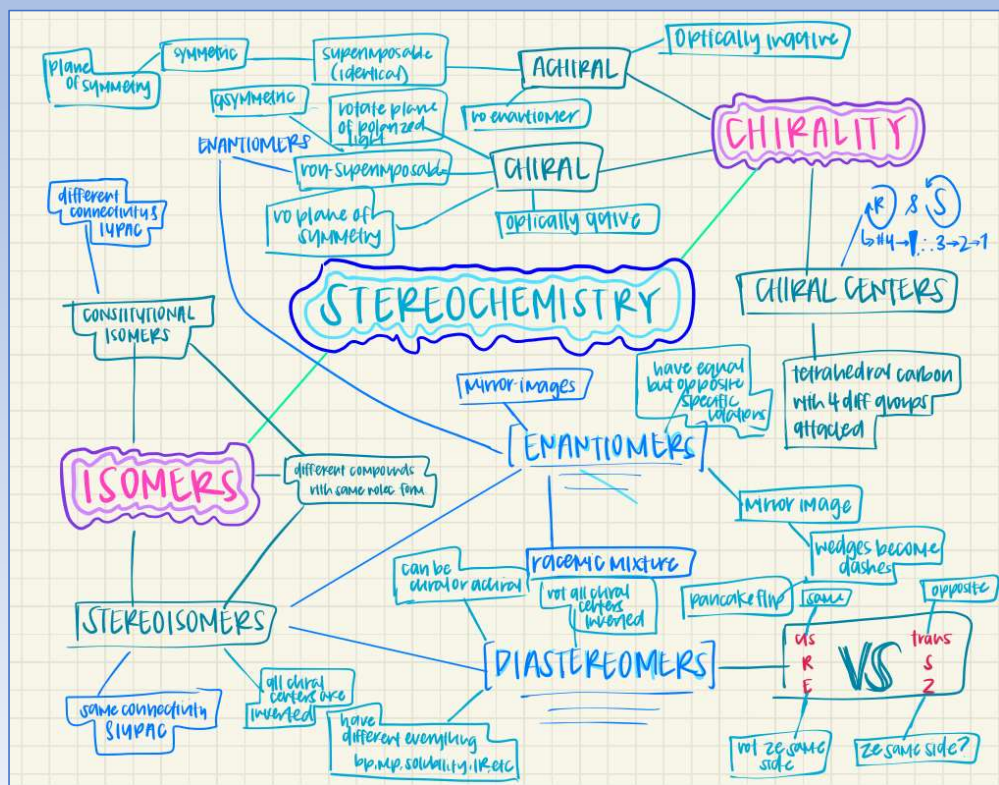 Optically inactive
symmetric
superimposable
(identical)
ACHIRAL
plane
of symmetry
asymmetric
rotate plane
of polarized
light
no enantiomer
CHIRALITY
ENANTIOMERS
non-superimposable
CHIRAL
different
connectivity &
IUPAC
no plane of
symmetry
optically active
R & S
↳ #4 → ∴ 3→2→1
STEREOCHEMISTRY
CHIRAL CENTERS
CONSTITUTIONAL
ISOMERS
mirror-images
have equal
but opposite
specific
rotations
tetrahedral carbon
with 4 diff groups
attached
[ENANTIOMERS]
ISOMERS
different compounds
with same molec form
mirror image
wedges become
dashes
can be
chiral or achiral
racemic mixture
not all chiral
centers
inverted
pancake flip
same
opposite
STEREOISOMERS
[DIASTEREOMERS]
cis
R
E
VS
trans
S
Z
same connectivity
& IUPAC
all chiral
centers are
inverted
have
different everything
bp, mp, solubility, IR, etc
not ze same
side
ze same side?